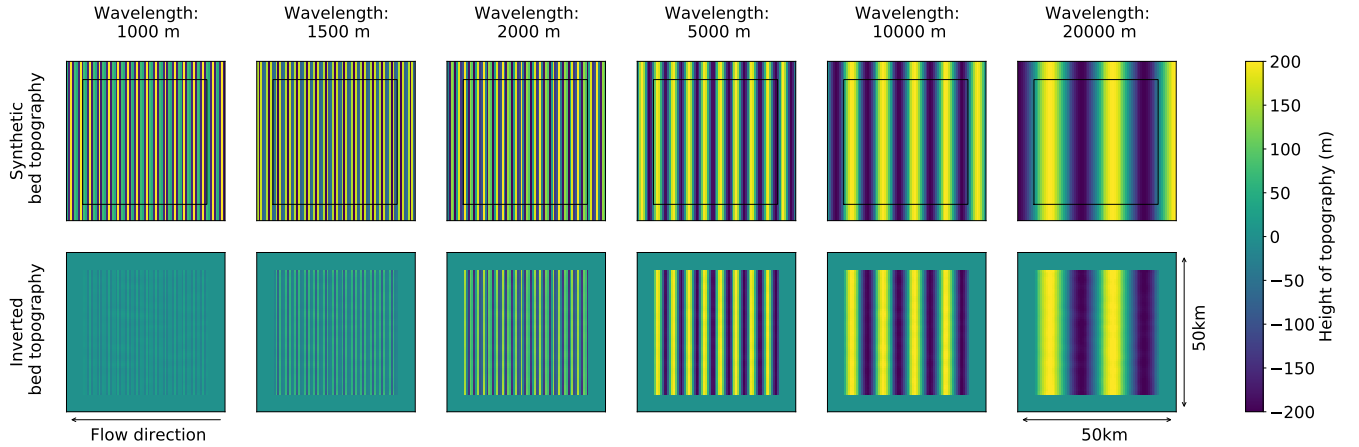 Wavelength:
1000 m
Wavelength:
1500 m
Wavelength:
2000 m
Wavelength:
5000 m
Wavelength:
10000 m
Wavelength:
20000 m
Synthetic
bed topography
Inverted
bed topography
Flow direction
50km
50km
200
150
100
50
0
−50
−100
−150
−200
Height of topography (m)